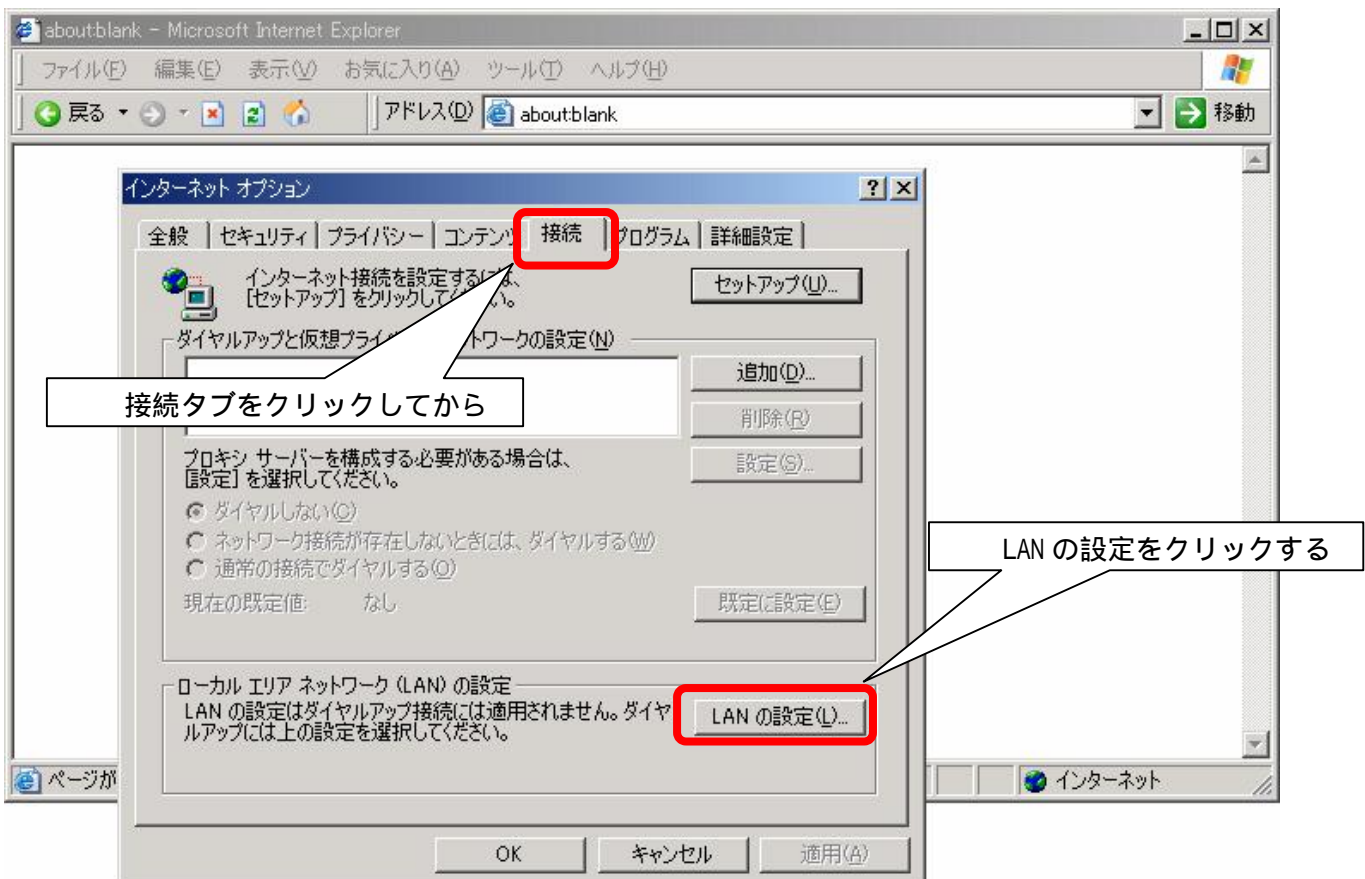 about:blank - Microsoft Internet Explorer
ファイル(F) 編集(E) 表示(V) お気に入り(A) ツール(T) ヘルプ(H)
戻る アドレス(D) about:blank 移動
インターネット オプション
全般 セキュリティ プライバシー コンテンツ 接続 プログラム 詳細設定
インターネット接続を設定するには、
[セットアップ] をクリックしてください。
セットアップ(U)...
ダイヤルアップと仮想プライ トワークの設定(N)
追加(D)...
接続タブをクリックしてから
削除(R)
プロキシ サーバーを構成する必要がある場合は、
[設定] を選択してください。
設定(S)...
ダイヤルしない(C)
ネットワーク接続が存在しないときには、ダイヤルする(W)
通常の接続でダイヤルする(O)
LAN の設定をクリックする
現在の既定値: なし
既定に設定(E)
ローカル エリア ネットワーク (LAN) の設定
LAN の設定はダイヤルアップ接続には適用されません。ダイヤ
ルアップには上の設定を選択してください。
LAN の設定(L)...
ページが
インターネット
OK キャンセル 適用(A)